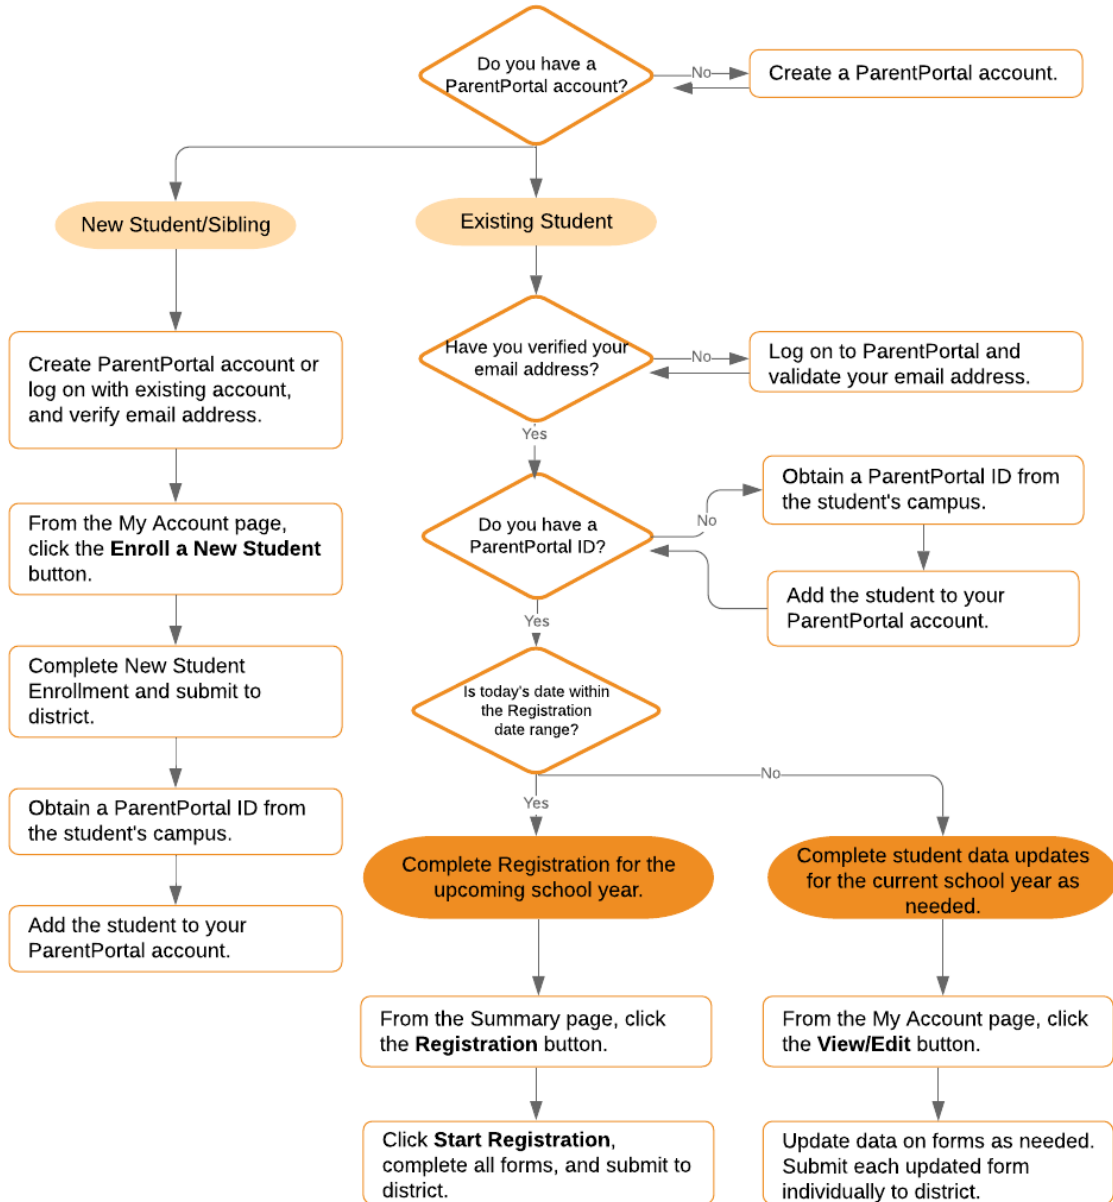 Do you have a
ParentPortal account?
No
Create a ParentPortal account.
New Student/Sibling
Existing Student
Create ParentPortal account or
log on with existing account,
and verify email address.
Have you verified your
email address?
No
Log on to ParentPortal and
validate your email address.
Yes
From the My Account page,
click the Enroll a New Student
button.
Do you have a
ParentPortal ID?
No
Obtain a ParentPortal ID from
the student's campus.
Add the student to your
ParentPortal account.
Yes
Complete New Student
Enrollment and submit to
district.
Is today's date within
the Registration
date range?
No
Yes
Obtain a ParentPortal ID from
the student's campus.
Add the student to your
ParentPortal account.
Complete Registration for the
upcoming school year.
Complete student data updates
for the current school year as
needed.
From the Summary page, click
the Registration button.
From the My Account page, click
the View/Edit button.
Click Start Registration,
complete all forms, and submit to
district.
Update data on forms as needed.
Submit each updated form
individually to district.